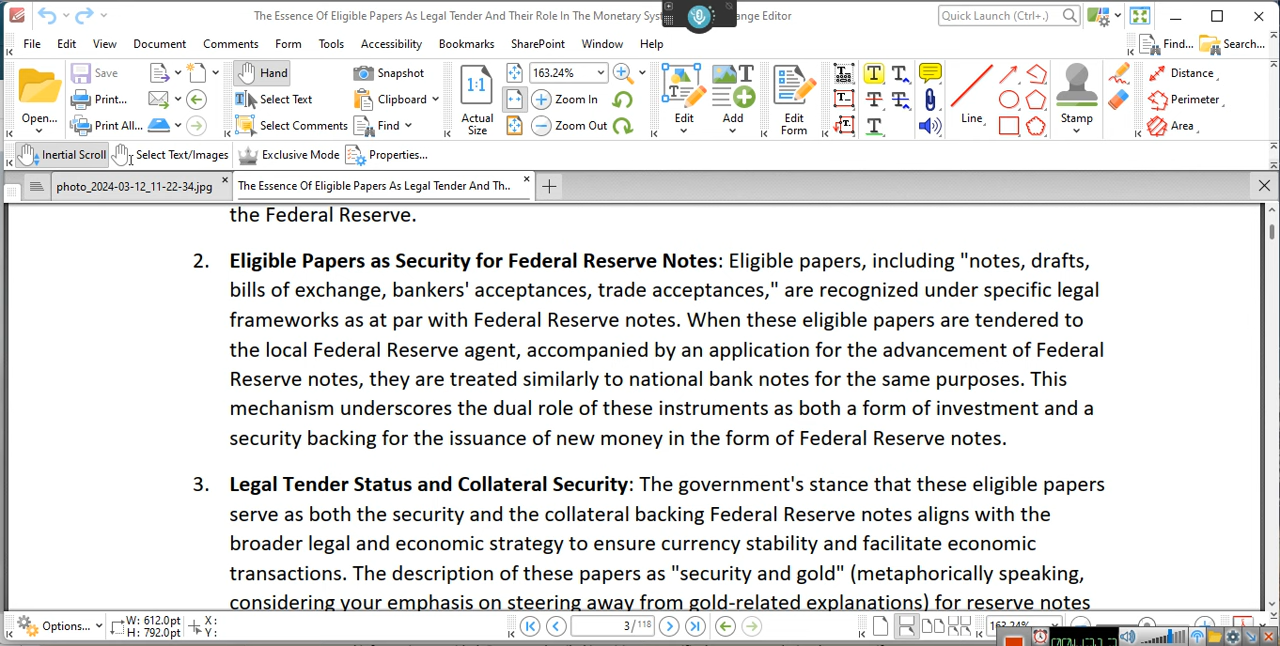 The Essence Of Eligible Papers As Legal Tender And Their Role In The Monetary Sys
ange Editor
Quick Launch (Ctrl+.)
File Edit View Document Comments Form Tools Accessibility Bookmarks SharePoint Window Help
Find... Search...
Open...
Save
Print...
Print All...
Hand
Select Text
Select Comments
Snapshot
Clipboard
Find
1:1
Actual Size
163.24%
Zoom In
Zoom Out
Edit
Add
Edit Form
Line
Stamp
Distance
Perimeter
Area
Inertial Scroll Select Text/Images Exclusive Mode Properties...
photo_2024-03-12_11-22-34.jpg The Essence Of Eligible Papers As Legal Tender And Th..
the Federal Reserve.
2. Eligible Papers as Security for Federal Reserve Notes: Eligible papers, including "notes, drafts,
bills of exchange, bankers' acceptances, trade acceptances," are recognized under specific legal
frameworks as at par with Federal Reserve notes. When these eligible papers are tendered to
the local Federal Reserve agent, accompanied by an application for the advancement of Federal
Reserve notes, they are treated similarly to national bank notes for the same purposes. This
mechanism underscores the dual role of these instruments as both a form of investment and a
security backing for the issuance of new money in the form of Federal Reserve notes.
3. Legal Tender Status and Collateral Security: The government's stance that these eligible papers
serve as both the security and the collateral backing Federal Reserve notes aligns with the
broader legal and economic strategy to ensure currency stability and facilitate economic
transactions. The description of these papers as "security and gold" (metaphorically speaking,
considering your emphasis on steering away from gold-related explanations) for reserve notes
Options...
W: 612.0pt
H: 792.0pt
X:
Y:
3 / 118
163.24%